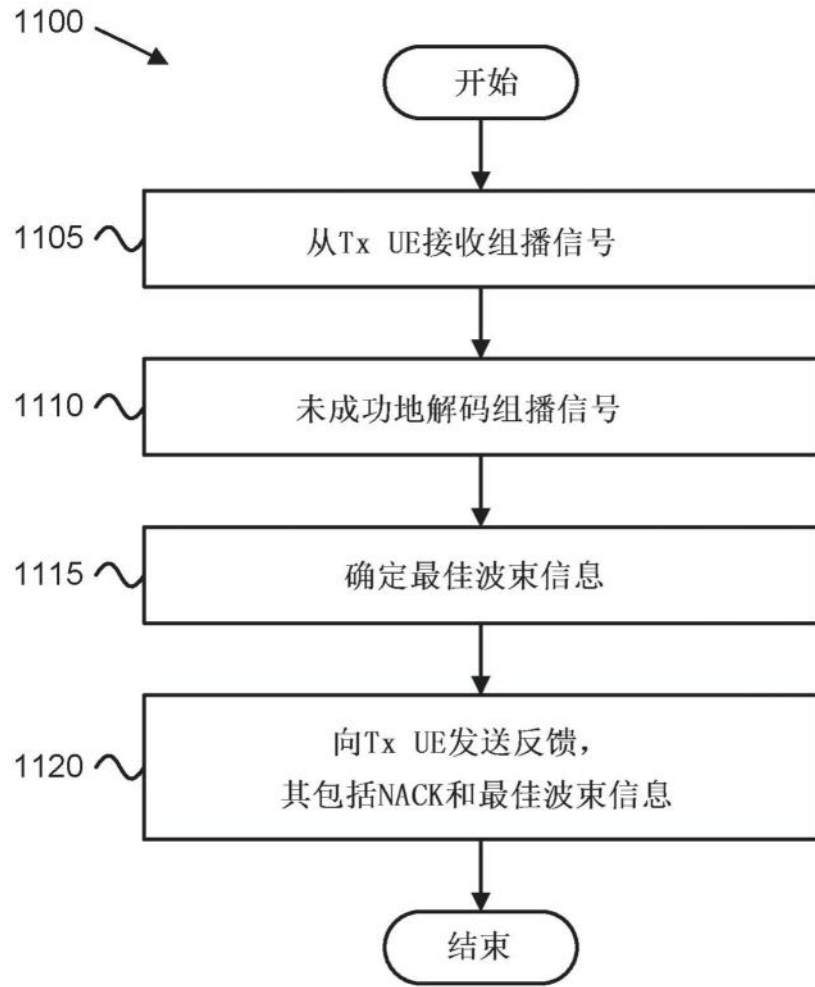 1100
开始
1105
从Tx UE接收组播信号
1110
未成功地解码组播信号
1115
确定最佳波束信息
1120
向Tx UE发送反馈,
其包括NACK和最佳波束信息
结束